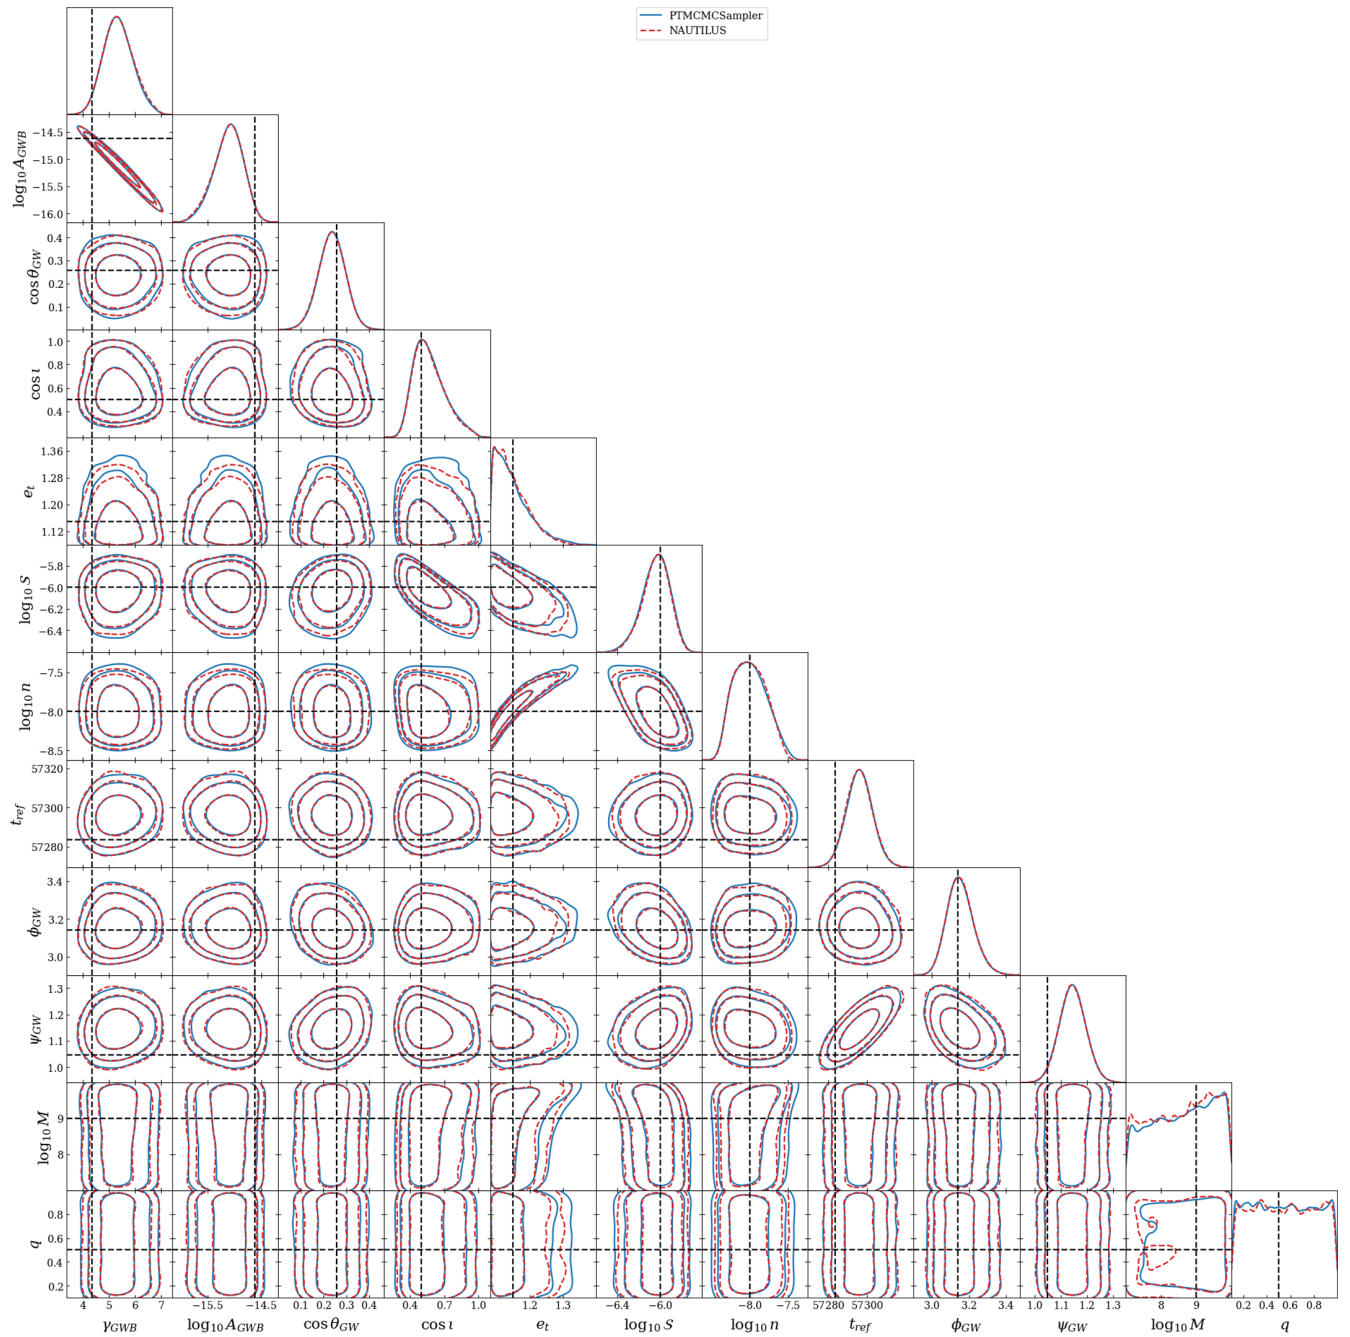 PTMCMCSampler
NAUTILUS
log₁₀ A_GWB
−14.5
−15.0
−15.5
−16.0
cos θ_GW
0.4
0.3
0.2
0.1
cos ι
1.0
0.8
0.6
0.4
e_t
1.36
1.28
1.20
1.12
log₁₀ S
−5.8
−6.0
−6.2
−6.4
log₁₀ n
−7.5
−8.0
−8.5
t_ref
57320
57300
57280
ϕ_GW
3.4
3.2
3.0
ψ_GW
1.3
1.2
1.1
1.0
log₁₀ M
9
8
q
0.8
0.6
0.4
0.2
4 5 6 7 −15.5 −14.5 0.1 0.2 0.3 0.4 0.4 0.7 1.0 1.2 1.3 −6.4 −6.0 −8.0 −7.5 57280 57300 3.0 3.2 3.4 1.0 1.1 1.2 1.3 8 9 0.2 0.4 0.6 0.8
γ_GWB log₁₀ A_GWB cos θ_GW cos ι e_t log₁₀ S log₁₀ n t_ref ϕ_GW ψ_GW log₁₀ M q